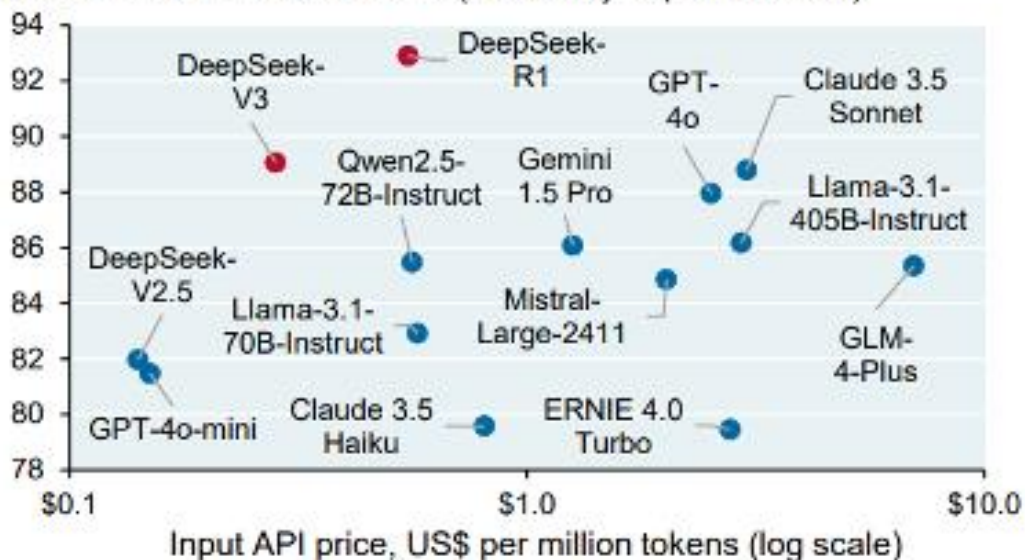 94
92
90
88
86
84
82
80
78
DeepSeek-
R1
DeepSeek-
V3
GPT-
4o
Claude 3.5
Sonnet
Qwen2.5-
72B-Instruct
Gemini
1.5 Pro
Llama-3.1-
405B-Instruct
DeepSeek-
V2.5
Llama-3.1-
70B-Instruct
Mistral-
Large-2411
GLM-
4-Plus
GPT-4o-mini
Claude 3.5
Haiku
ERNIE 4.0
Turbo
$0.1
$1.0
$10.0
Input API price, US$ per million tokens (log scale)